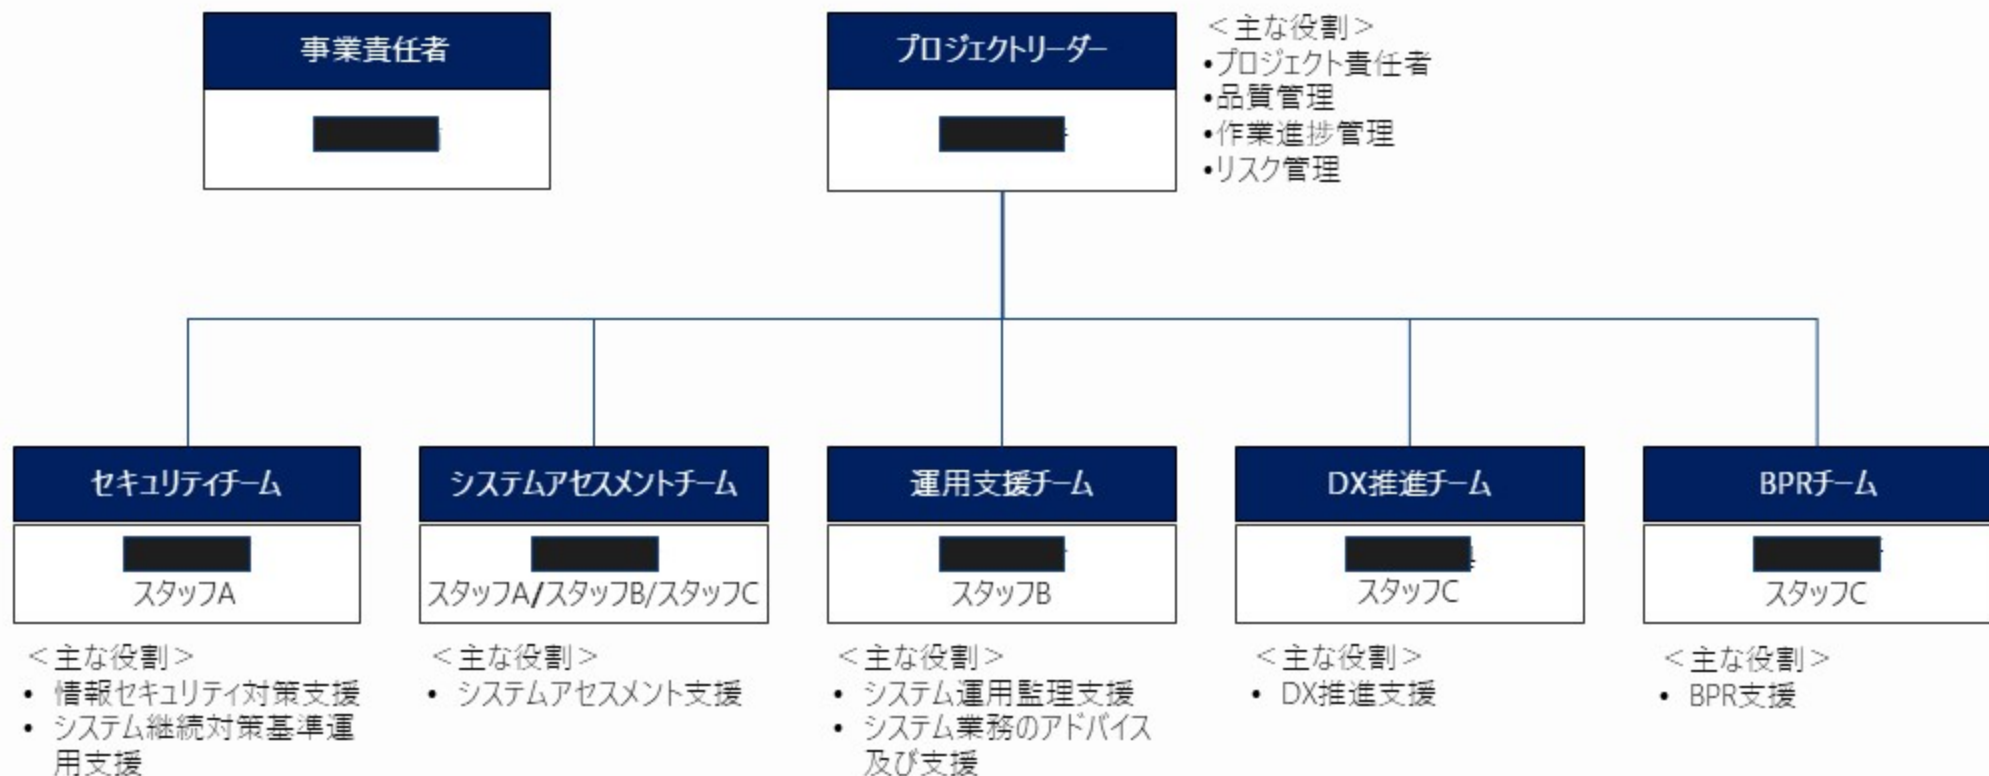 事業責任者
プロジェクトリーダー
＜主な役割＞
•プロジェクト責任者
•品質管理
•作業進捗管理
•リスク管理
セキュリティチーム
スタッフA
＜主な役割＞
• 情報セキュリティ対策支援
• システム継続対策基準運
用支援
システムアセスメントチーム
スタッフA/スタッフB/スタッフC
＜主な役割＞
• システムアセスメント支援
運用支援チーム
スタッフB
＜主な役割＞
• システム運用監理支援
• システム業務のアドバイス
及び支援
DX推進チーム
スタッフC
＜主な役割＞
• DX推進支援
BPRチーム
スタッフC
＜主な役割＞
• BPR支援